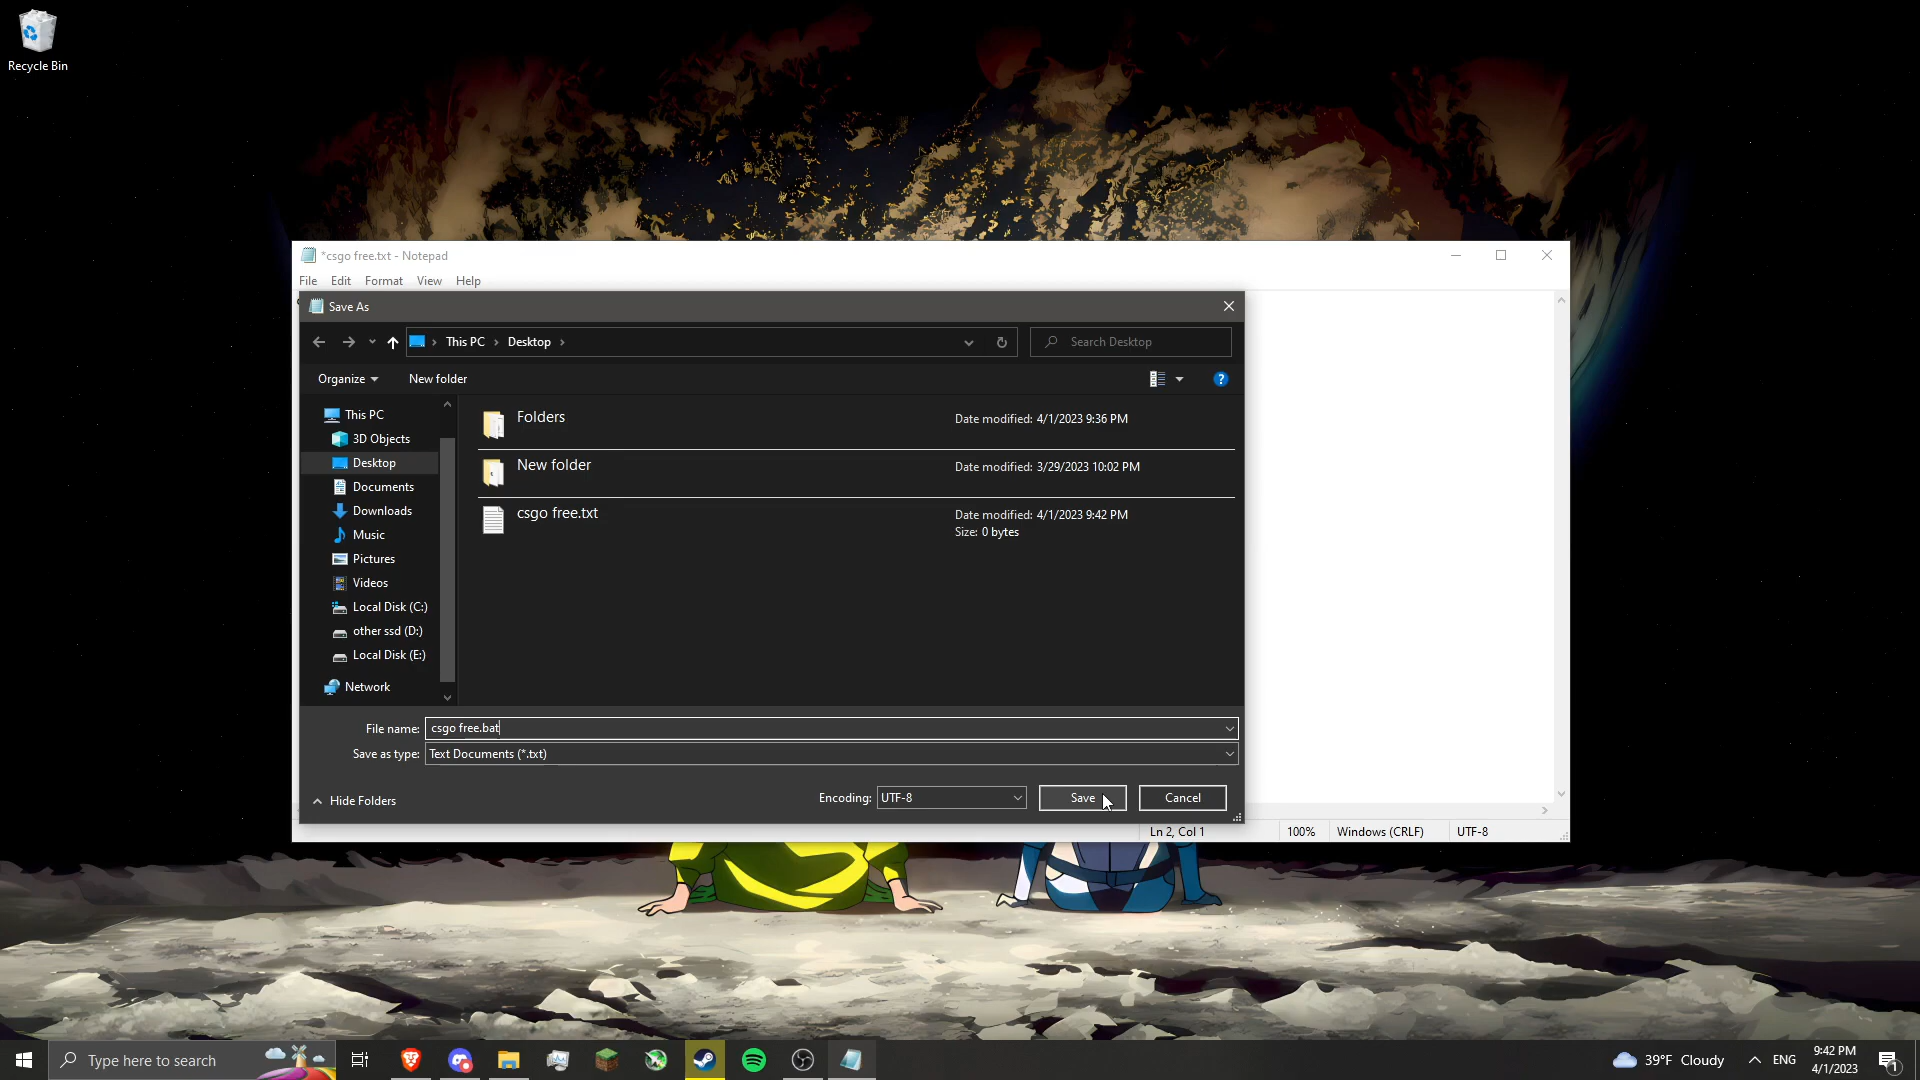 Recycle Bin
*csgo free.txt - Notepad
File Edit Format View Help
Save As
This PC Desktop
Search Desktop
Organize New folder
This PC
3D Objects
Desktop
Documents
Downloads
Music
Pictures
Videos
Local Disk (C:)
other ssd (D:)
Local Disk (E:)
Network
Folders Date modified: 4/1/2023 9:36 PM
New folder Date modified: 3/29/2023 10:02 PM
csgo free.txt Date modified: 4/1/2023 9:42 PM
Size: 0 bytes
File name: csgo free.bat
Save as type: Text Documents (*.txt)
Hide Folders Encoding: UTF-8 Save Cancel
Ln 2, Col 1 100% Windows (CRLF) UTF-8
Type here to search
39°F Cloudy ENG
9:42 PM
4/1/2023
1